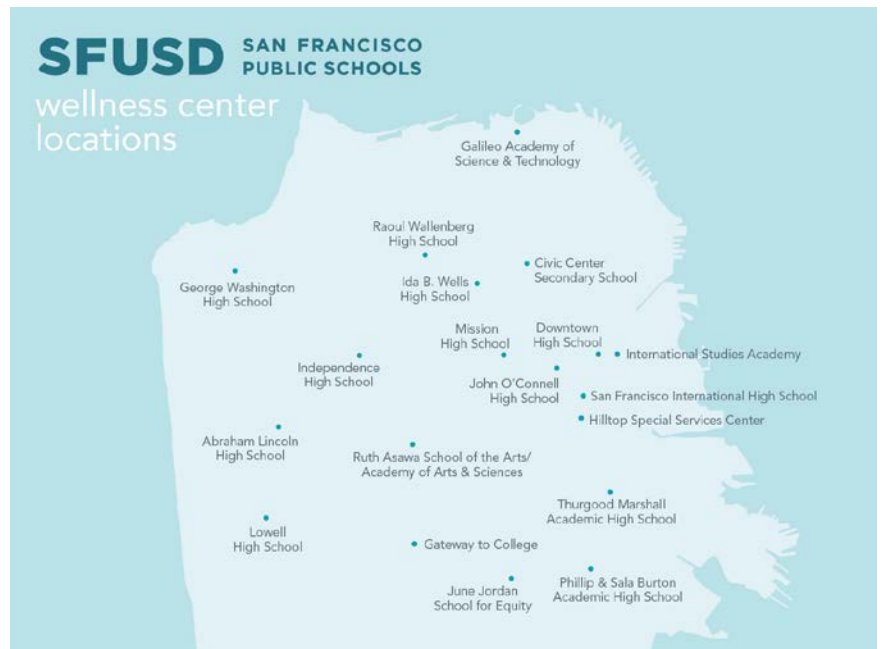 SFUSD SAN FRANCISCO
PUBLIC SCHOOLS
wellness center
locations
Galileo Academy of
Science & Technology
Raoul Wallenberg
High School
Civic Center
Secondary School
George Washington
High School
Ida B. Wells
High School
Mission
High School
Downtown
High School
International Studies Academy
Independence
High School
John O'Connell
High School
San Francisco International High School
Hilltop Special Services Center
Abraham Lincoln
High School
Ruth Asawa School of the Arts/
Academy of Arts & Sciences
Thurgood Marshall
Academic High School
Lowell
High School
Gateway to College
June Jordan
School for Equity
Phillip & Sala Burton
Academic High School